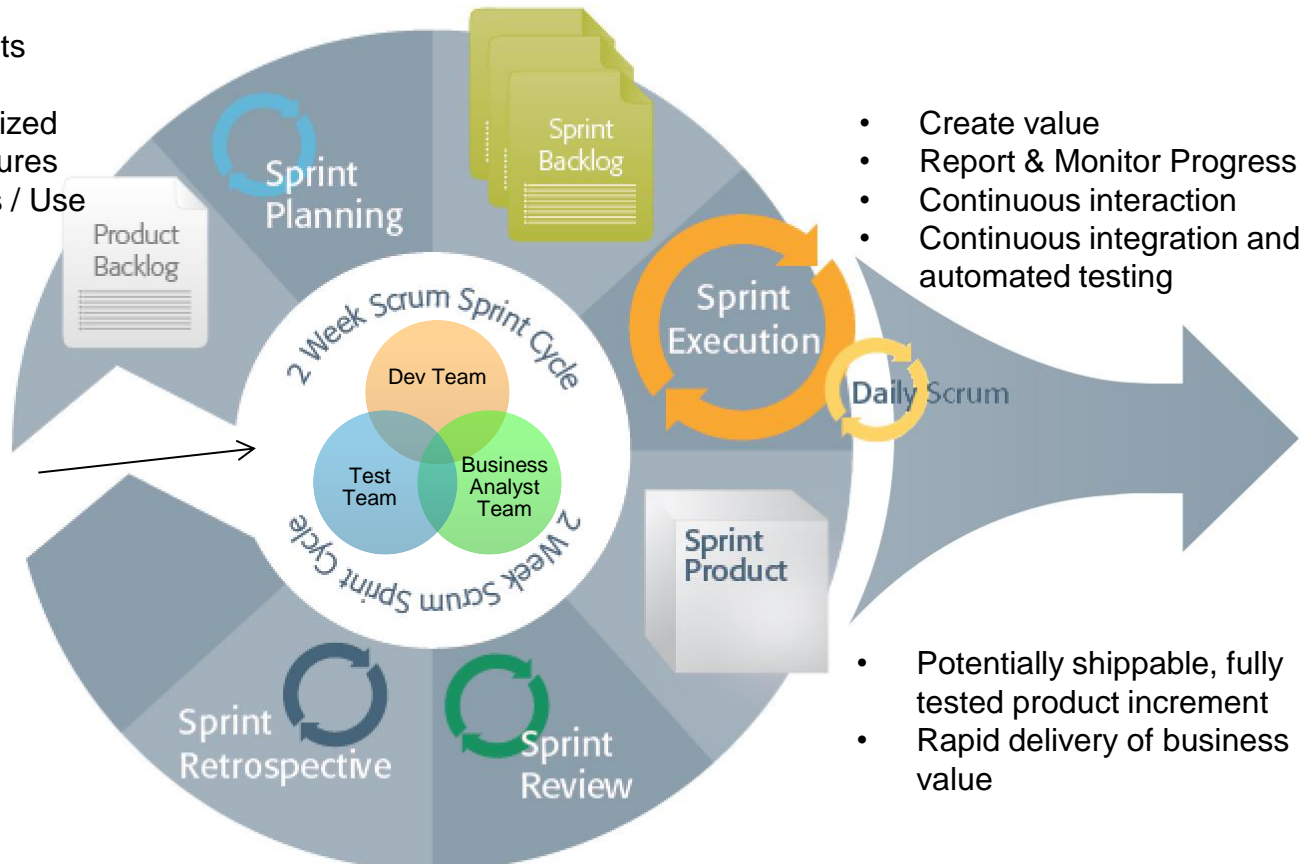 ts
ized
ures
s / Use
Product
Backlog
Sprint
Planning
Sprint
Backlog
Sprint
Execution
Daily Scrum
• Create value
• Report & Monitor Progress
• Continuous interaction
• Continuous integration and
automated testing
2 Week Scrum Sprint Cycle
Dev Team
Test
Team
Business
Analyst
Team
2 Week Scrum Sprint Cycle
Sprint
Product
• Potentially shippable, fully
tested product increment
• Rapid delivery of business
value
Sprint
Review
Sprint
Retrospective